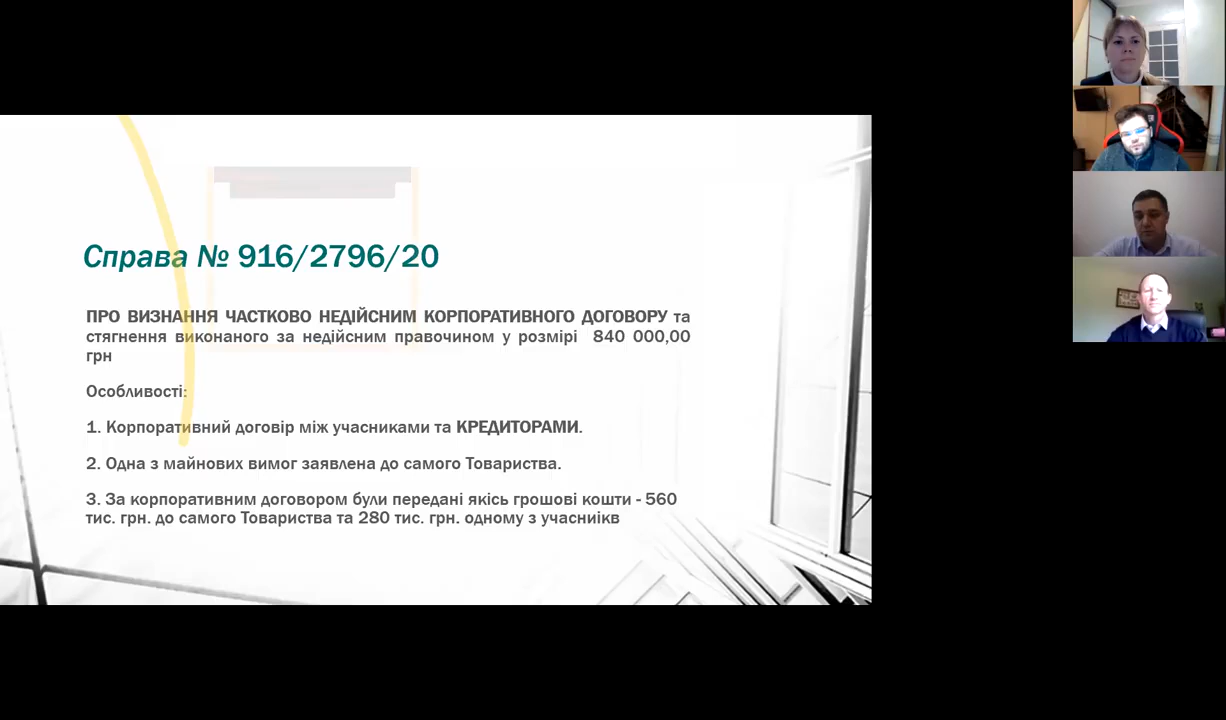 Справа № 916/2796/20
ПРО ВИЗНАННЯ ЧАСТКОВО НЕДІЙСНИМ КОРПОРАТИВНОГО ДОГОВОРУ та
стягнення виконаного за недійсним правочином у розмірі 840 000,00
грн
Особливості:
1. Корпоративний договір між учасниками та КРЕДИТОРАМИ.
2. Одна з майнових вимог заявлена до самого Товариства.
3. За корпоративним договором були передані якісь грошові кошти - 560
тис. грн. до самого Товариства та 280 тис. грн. одному з учасниікв